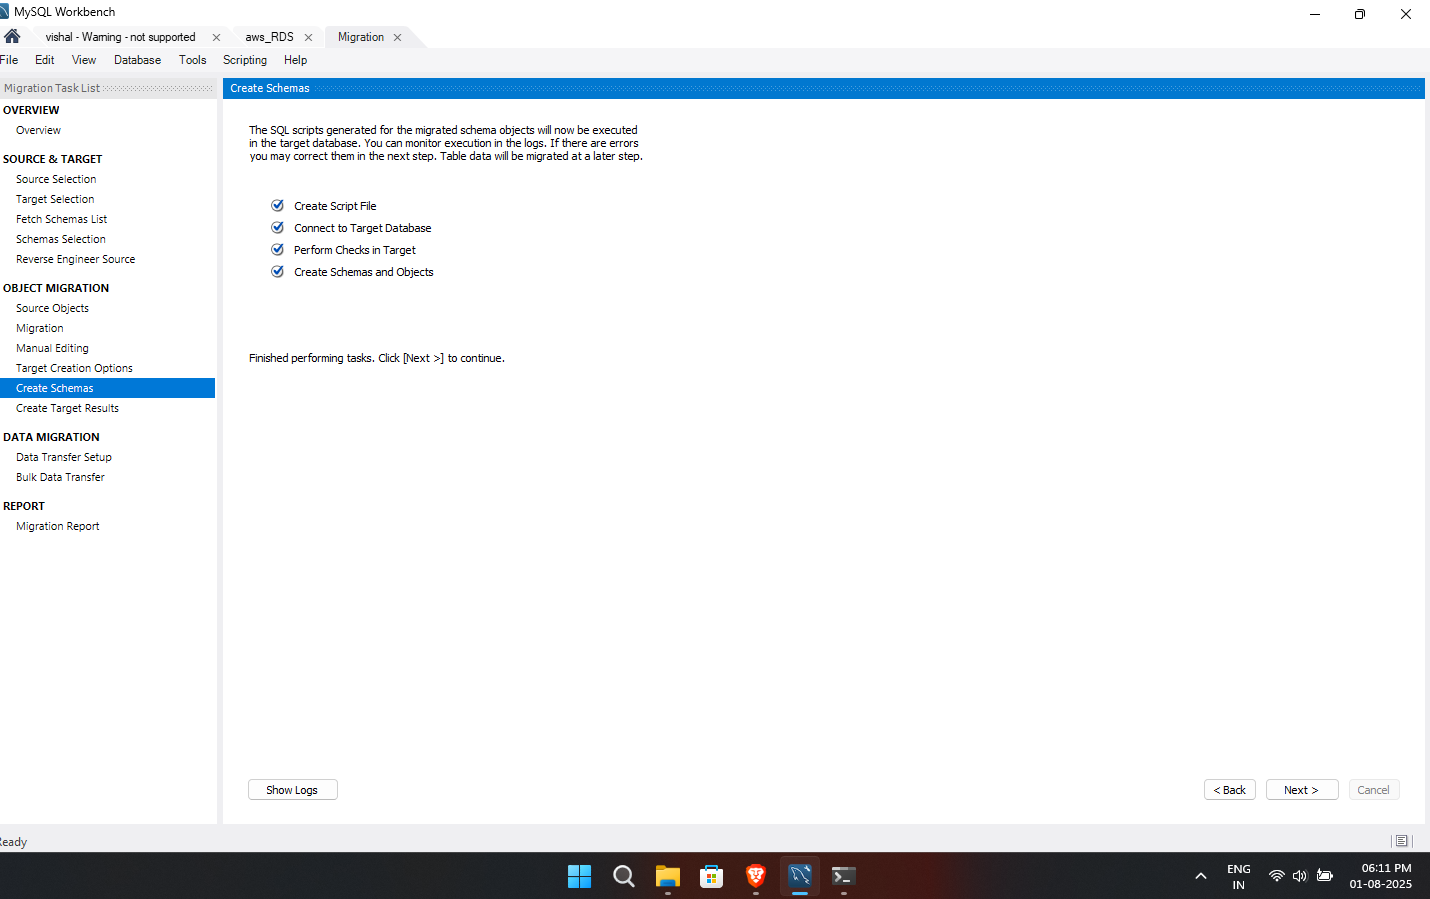 MySQL Workbench
vishal - Warning - not supported
aws_RDS
Migration
File Edit View Database Tools Scripting Help
Migration Task List
OVERVIEW
Overview
SOURCE & TARGET
Source Selection
Target Selection
Fetch Schemas List
Schemas Selection
Reverse Engineer Source
OBJECT MIGRATION
Source Objects
Migration
Manual Editing
Target Creation Options
Create Schemas
Create Target Results
DATA MIGRATION
Data Transfer Setup
Bulk Data Transfer
REPORT
Migration Report
Create Schemas
The SQL scripts generated for the migrated schema objects will now be executed
in the target database. You can monitor execution in the logs. If there are errors
you may correct them in the next step. Table data will be migrated at a later step.
Create Script File
Connect to Target Database
Perform Checks in Target
Create Schemas and Objects
Finished performing tasks. Click [Next >] to continue.
Show Logs
< Back
Next >
Cancel
Ready
ENG
IN
06:11 PM
01-08-2025